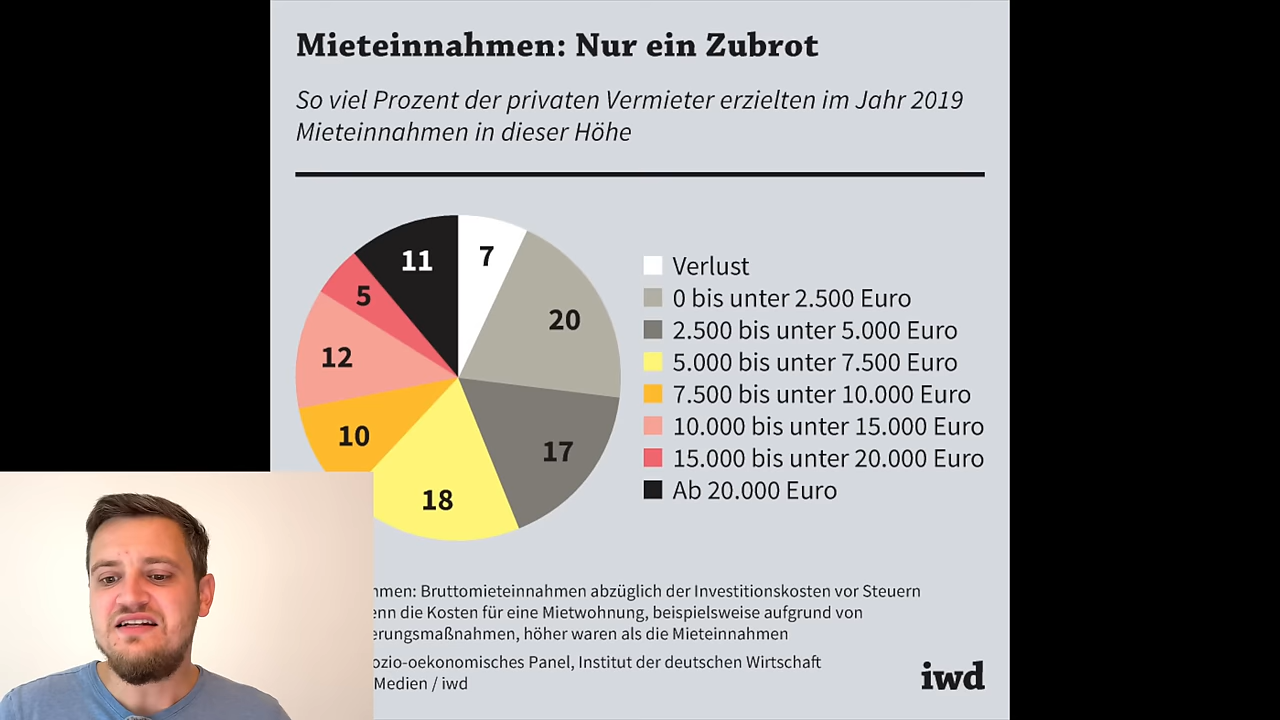 Mieteinnahmen: Nur ein Zubrot
So viel Prozent der privaten Vermieter erzielten im Jahr 2019
Mieteinnahmen in dieser Höhe
11
7
5
20
12
10
17
18
Verlust
0 bis unter 2.500 Euro
2.500 bis unter 5.000 Euro
5.000 bis unter 7.500 Euro
7.500 bis unter 10.000 Euro
10.000 bis unter 15.000 Euro
15.000 bis unter 20.000 Euro
Ab 20.000 Euro
Bruttomieteinnahmen abzüglich der Investitionskosten vor Steuern
die Kosten für eine Mietwohnung, beispielsweise aufgrund von
höher waren als die Mieteinnahmen
Panel, Institut der deutschen Wirtschaft
Medien / iwd
iwd